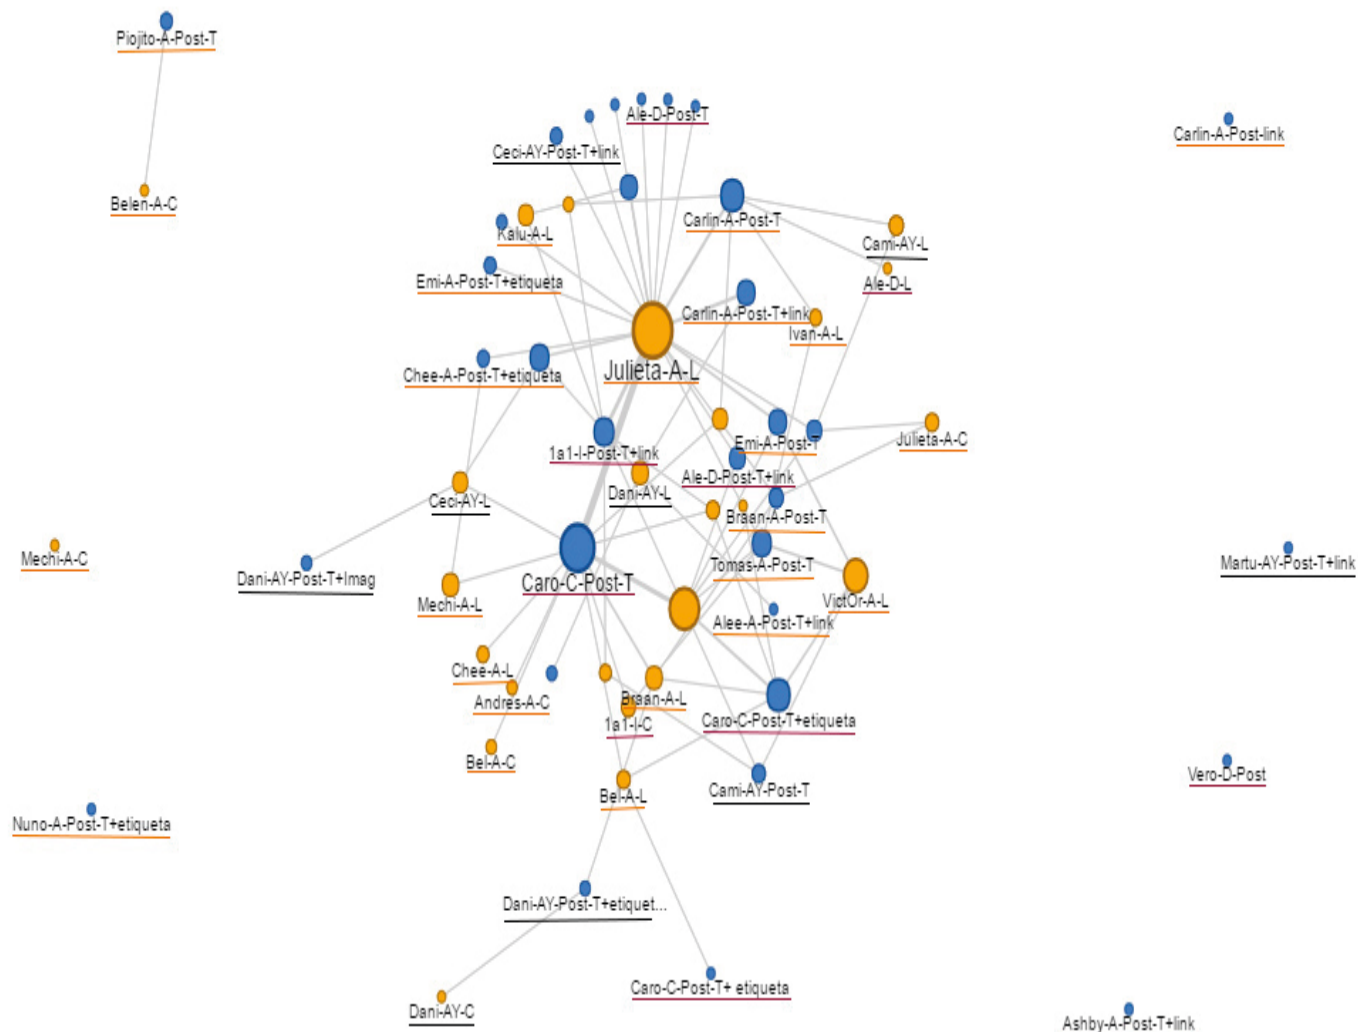 Piojito-A-Post-T
Ale-D-Post-T
Carlin-A-Post-link
Ceci-AY-Post-T+link
Belen-A-C
Carlin-A-Post-T
Kalu-A-L
Cami-AY-L
Emi-A-Post-T+etiqueta
Ale-D-L
Carlin-A-Post-T+link
Ivan-A-L
Julieta-A-L
Chee-A-Post-T+etiqueta
Emi-A-Post-T
Julieta-A-C
1a1-I-Post-T+link
Ale-D-Post-T+link
Dani-AY-L
Ceci-AY-L
Braan-A-Post-T
Mechi-A-C
Tomas-A-Post-T
Martu-AY-Post-T+link
Dani-AY-Post-T+Imag
Caro-C-Post-T
Mechi-A-L
VictOr-A-L
Alee-A-Post-T+link
Chee-A-L
Andres-A-C
Braan-A-L
1a1-I-C
Caro-C-Post-T+etiqueta
Bel-A-C
Vero-D-Post
Cami-AY-Post-T
Bel-A-L
Nuno-A-Post-T+etiqueta
Dani-AY-Post-T+etiquet...
Caro-C-Post-T+ etiqueta
Dani-AY-C
Ashby-A-Post-T+link